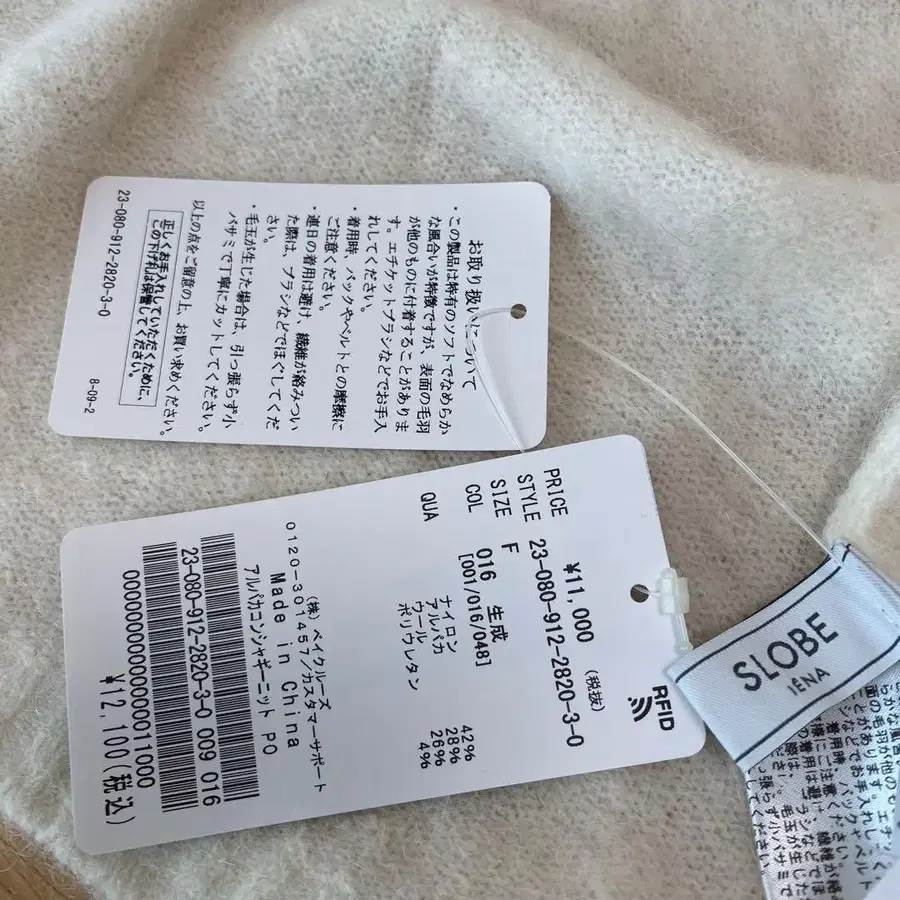 お取り扱いについて
・この製品は特有のソフトでなめらか
な風合いが特徴ですが、表面の毛羽
が他のものに付着することがありま
す。エチケットブラシなどでお手入
れしてください。
・着用時、バックやベルトとの摩擦に
ご注意ください。
・連日の着用は避け、繊維が絡みつい
た際は、ブラシなどでほぐしてくだ
さい。
・毛玉が生じた場合は、引っ張らず小
バサミで丁寧にカットしてください。
以上の点をご留意の上、お買い求めください。
正しくお手入れしていただくために、
この下げ札は保管してください。
23-080-912-2820-3-0
8-09-2
RFID
PRICE ¥11,000 (税抜)
STYLE 23-080-912-2820-3-0
SIZE F
COL 016 生成
[001/016/048]
QUA ナイロン 42%
アルパカ 28%
ウール 26%
ポリウレタン 4%
(株)ベイクルーズ
0120-301457/カスタマーサポート
Made in China
アルパカコンシャギーニット PO
23-080-912-2820-3-0 009 016
¥12,100(税込)
SLOBE
IÉNA